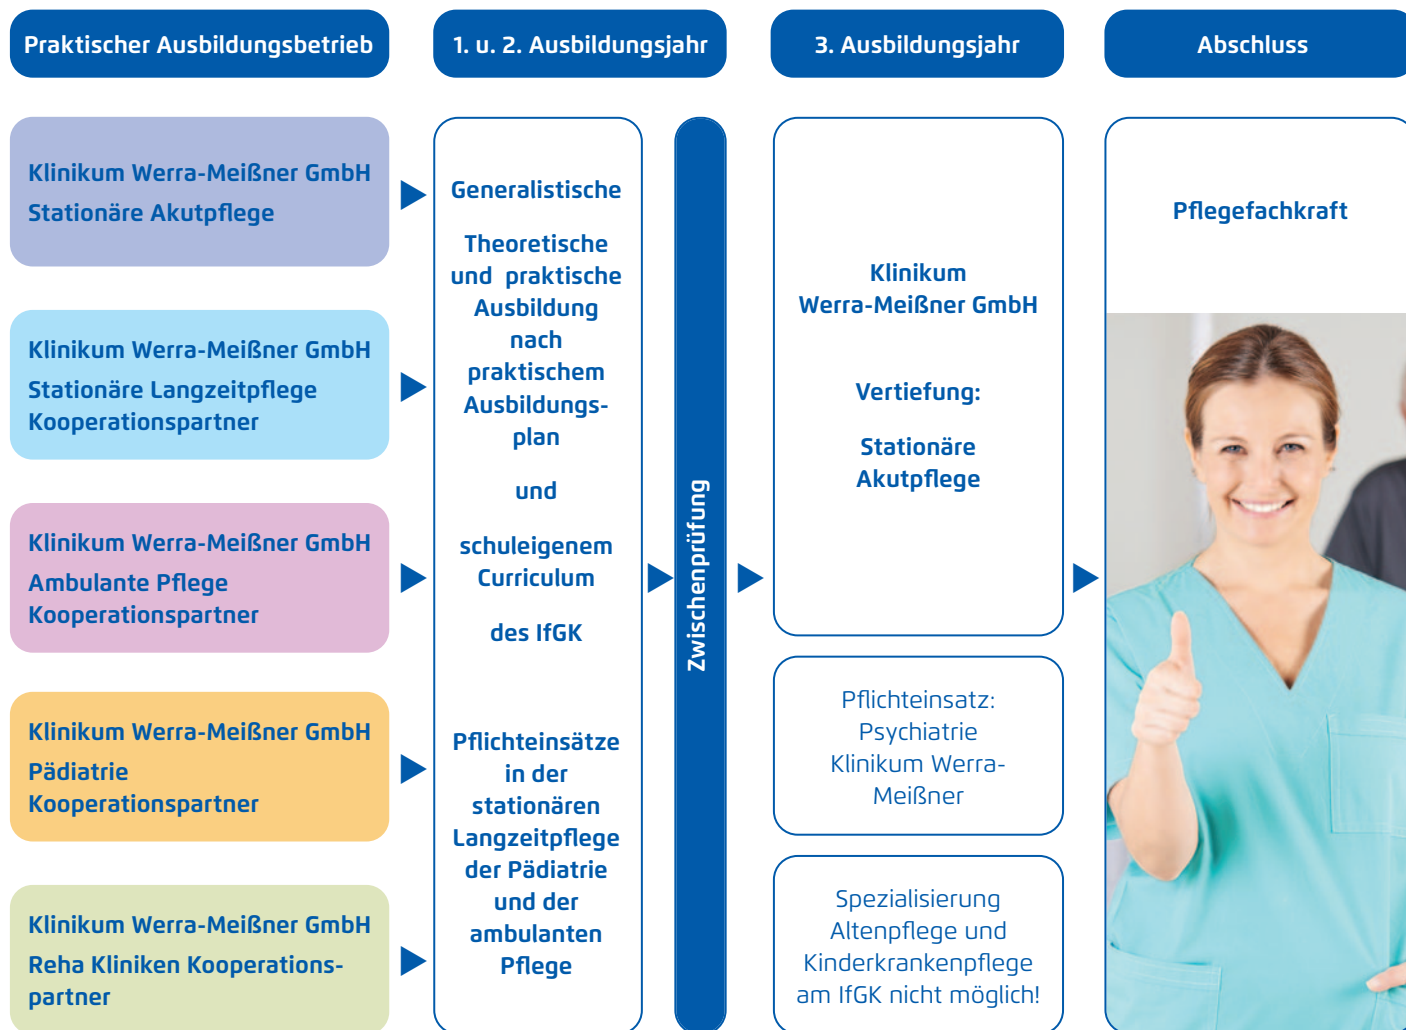 Praktischer Ausbildungsbetrieb
1. u. 2. Ausbildungsjahr
3. Ausbildungsjahr
Abschluss
Klinikum Werra-Meißner GmbH
Stationäre Akutpflege
Klinikum Werra-Meißner GmbH
Stationäre Langzeitpflege
Kooperationspartner
Klinikum Werra-Meißner GmbH
Ambulante Pflege
Kooperationspartner
Klinikum Werra-Meißner GmbH
Pädiatrie
Kooperationspartner
Klinikum Werra-Meißner GmbH
Reha Kliniken Kooperations-
partner
Generalistische
Theoretische
und praktische
Ausbildung
nach
praktischem
Ausbildungs-
plan
und
schuleigenem
Curriculum
des IfGK
Pflichteinsätze
in der
stationären
Langzeitpflege
der Pädiatrie
und der
ambulanten
Pflege
Zwischenprüfung
Klinikum
Werra-Meißner GmbH
Vertiefung:
Stationäre
Akutpflege
Pflichteinsatz:
Psychiatrie
Klinikum Werra-
Meißner
Spezialisierung
Altenpflege und
Kinderkrankenpflege
am IfGK nicht möglich!
Pflegefachkraft